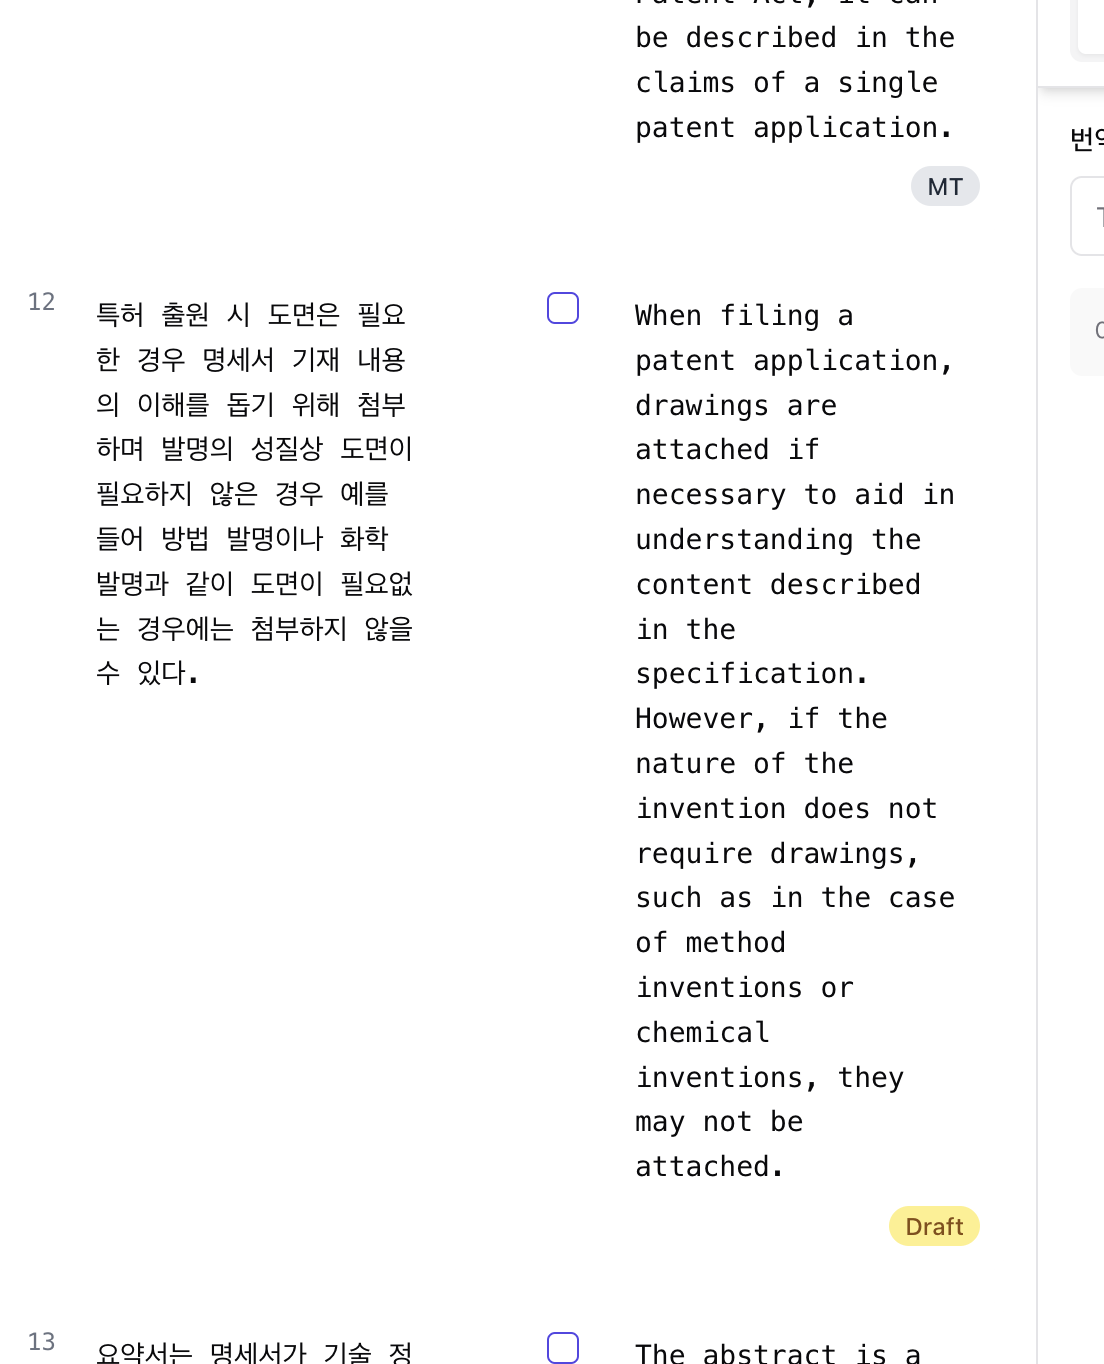 be described in the
claims of a single
patent application.
MT
12
특허 출원 시 도면은 필요
한 경우 명세서 기재 내용
의 이해를 돕기 위해 첨부
하며 발명의 성질상 도면이
필요하지 않은 경우 예를
들어 방법 발명이나 화학
발명과 같이 도면이 필요없
는 경우에는 첨부하지 않을
수 있다.
When filing a
patent application,
drawings are
attached if
necessary to aid in
understanding the
content described
in the
specification.
However, if the
nature of the
invention does not
require drawings,
such as in the case
of method
inventions or
chemical
inventions, they
may not be
attached.
Draft
13
요약서는 명세서가 기술 정
The abstract is a